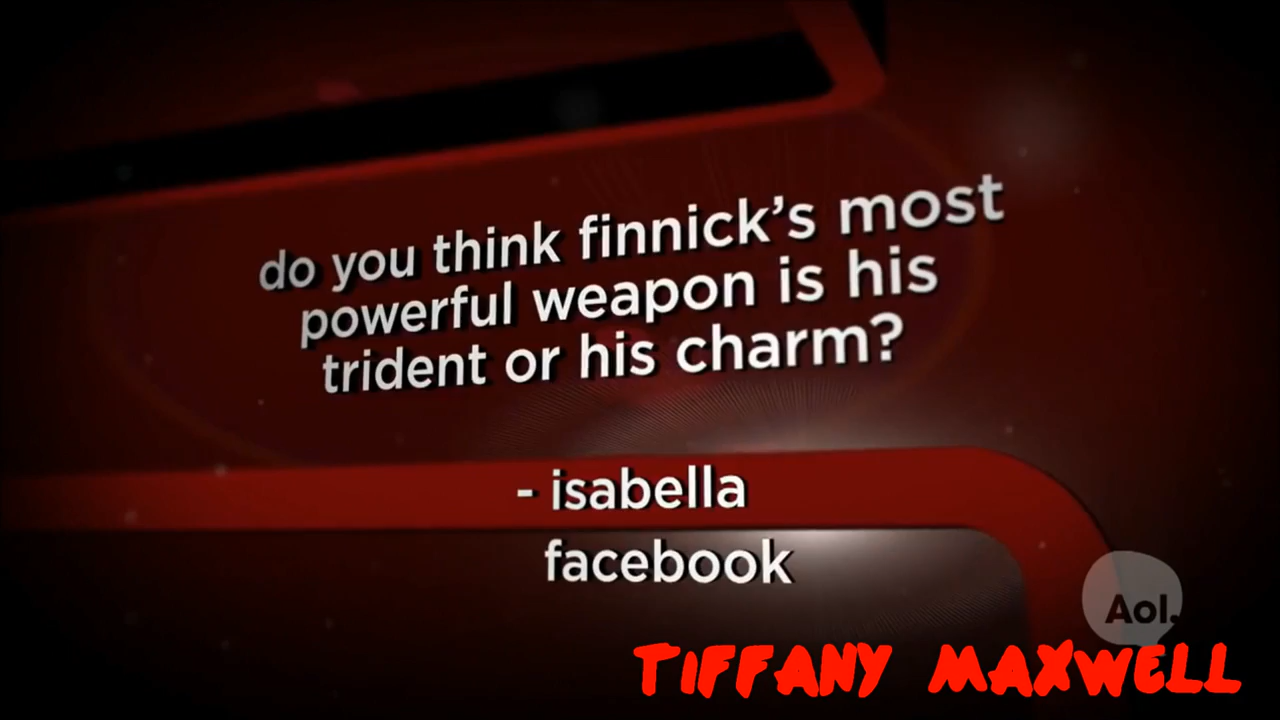 do you think finnick’s most
powerful weapon is his
trident or his charm?
- isabella
facebook
Aol.
TIFFANY MAXWELL